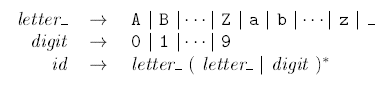 letter_ → A | B | ··· | Z | a | b | ··· | z | _
digit → 0 | 1 | ··· | 9
id → letter_ ( letter_ | digit )*